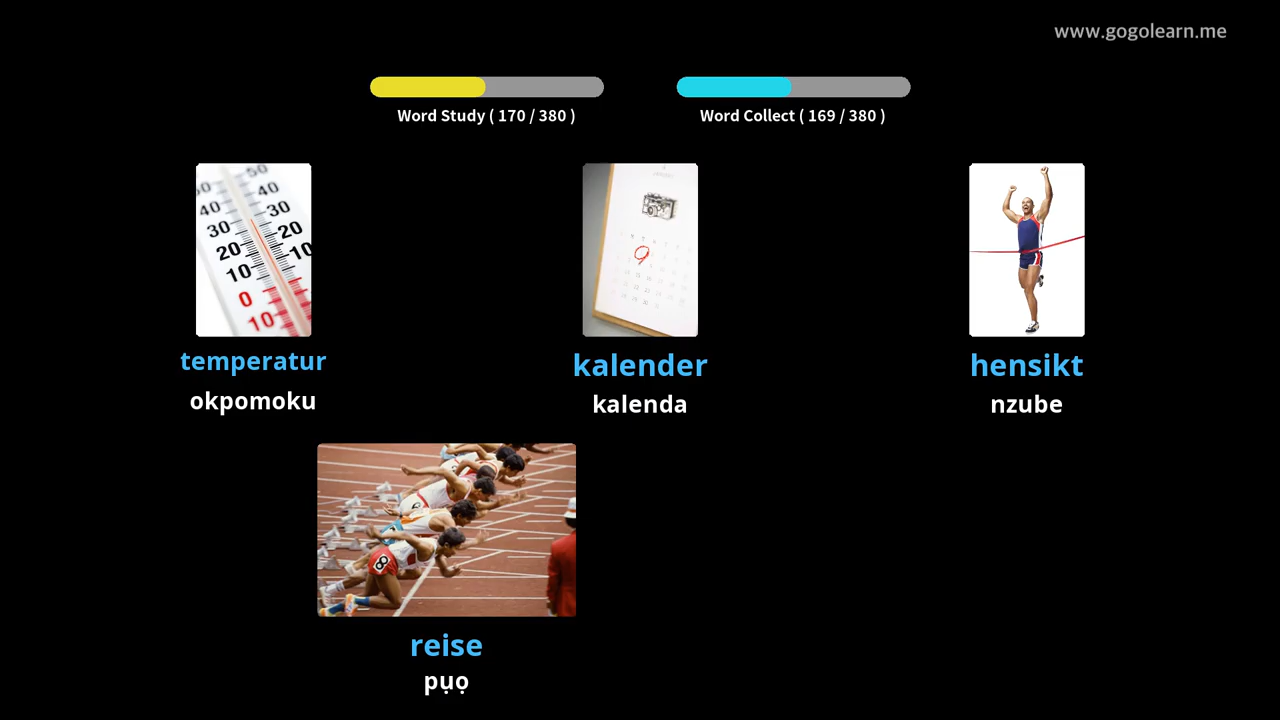 www.gogolearn.me
Word Study ( 170 / 380 )
Word Collect ( 169 / 380 )
temperatur
okpomoku
kalender
kalenda
hensikt
nzube
reise
pụọ